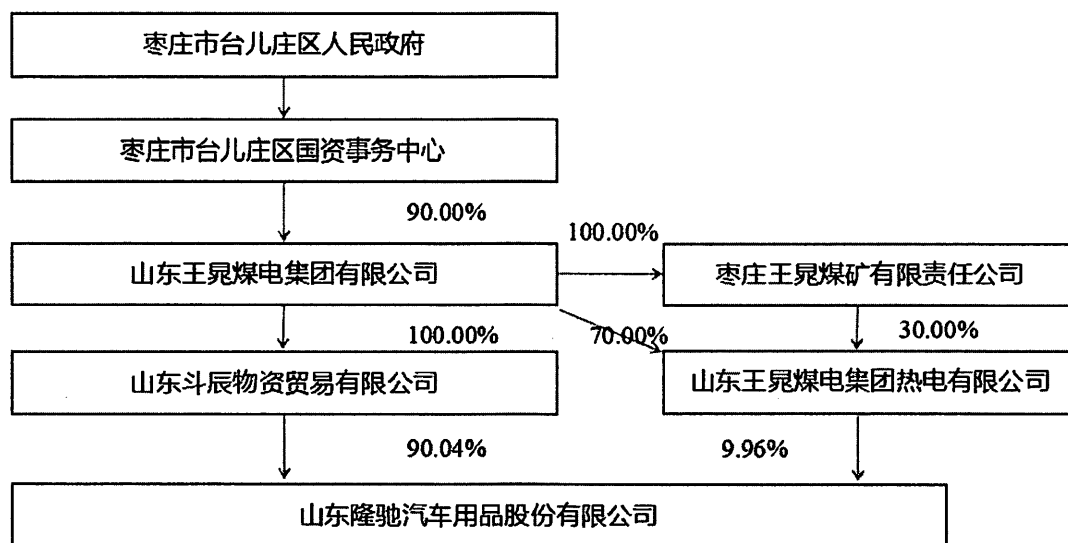 枣庄市台儿庄区人民政府
枣庄市台儿庄区国资事务中心
90.00%
100.00%
山东王晁煤电集团有限公司
枣庄王晁煤矿有限责任公司
100.00%
70.00%
30.00%
山东斗辰物资贸易有限公司
山东王晁煤电集团热电有限公司
90.04%
9.96%
山东隆驰汽车用品股份有限公司